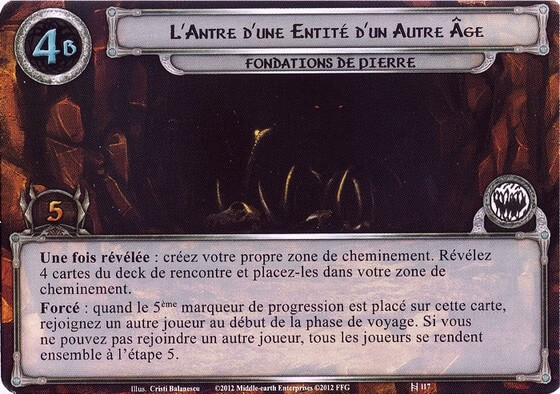 4B
L'Antre d'une Entité d'un Autre Âge
FONDATIONS DE PIERRE
5
Une fois révélée : créez votre propre zone de cheminement. Révélez
4 cartes du deck de rencontre et placez-les dans votre zone de
cheminement.
Forcé : quand le 5ème marqueur de progression est placé sur cette carte,
rejoignez un autre joueur au début de la phase de voyage. Si vous
ne pouvez pas rejoindre un autre joueur, tous les joueurs se rendent
ensemble à l'étape 5.
Illus. Cristi Balanescu ©2012 Middle-earth Enterprises ©2012 FFG 117